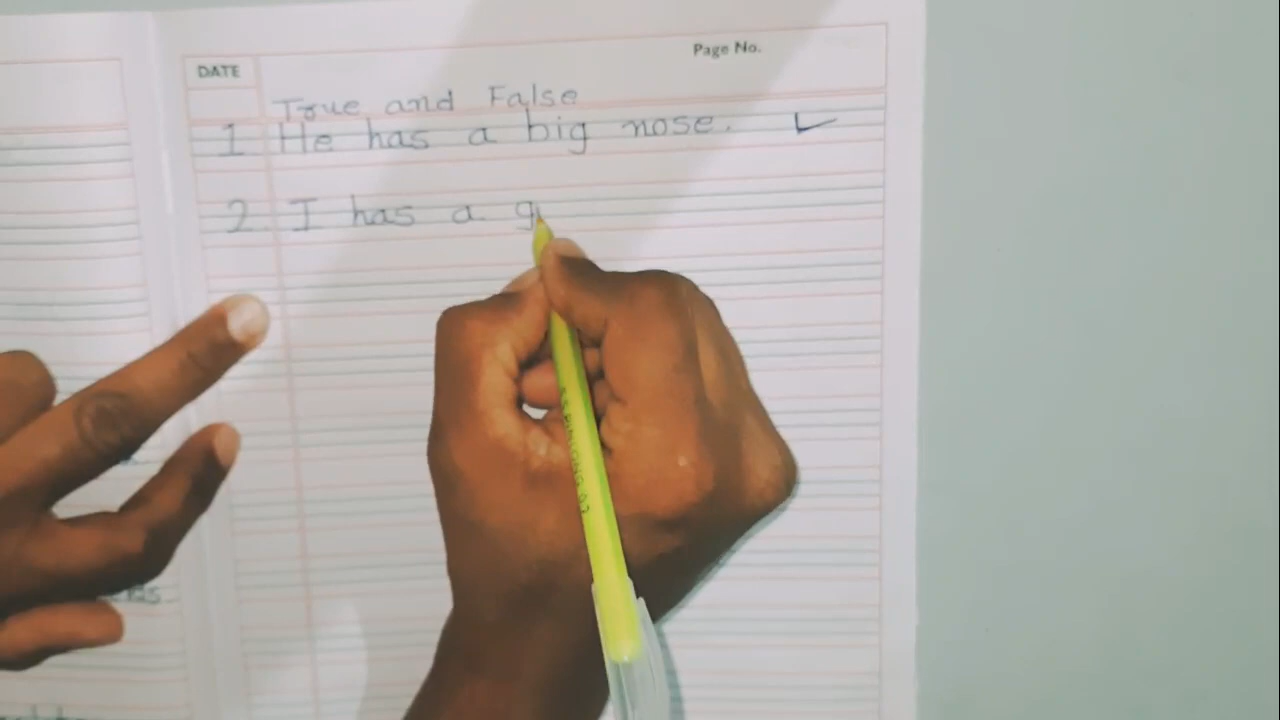 DATE
Page No.
True and False
1 He has a big nose.
2. I has a g